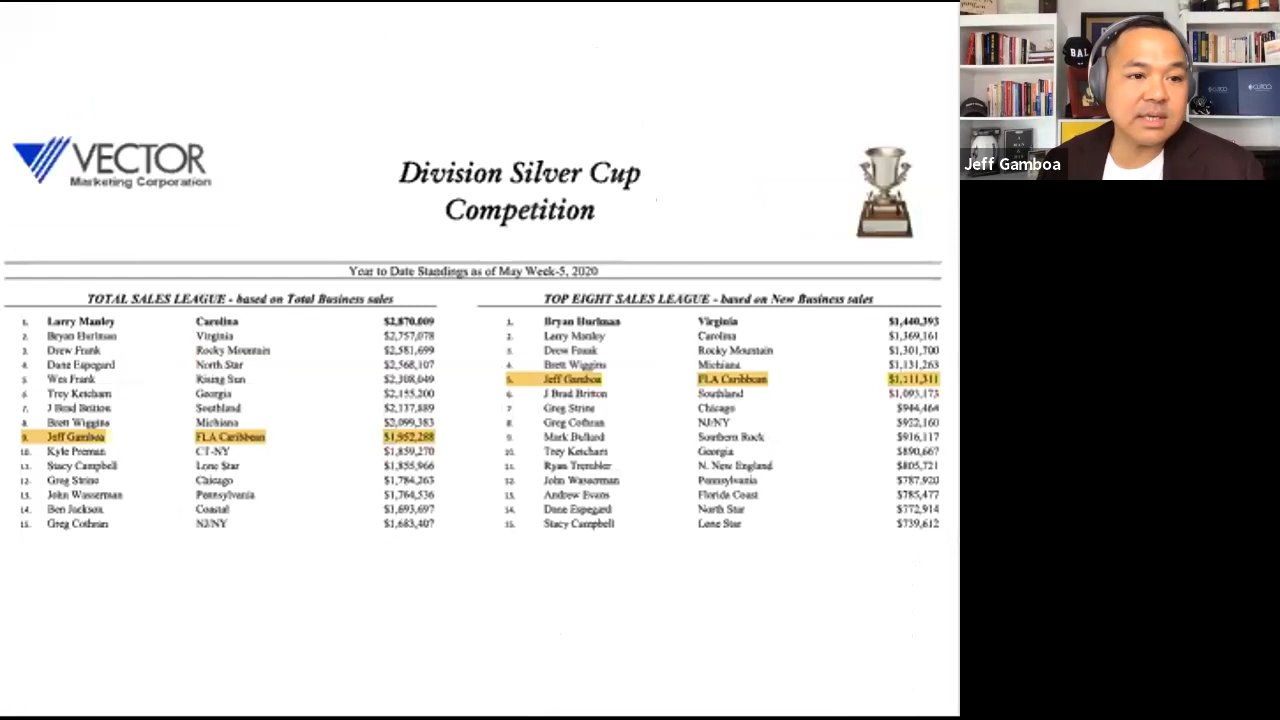 VECTOR
Marketing Corporation
Division Silver Cup
Competition
Year to Date Standings as of May Week-5, 2020
TOTAL SALES LEAGUE - based on Total Business sales
1. Larry Manley Carolina $2,870,009
2. Bryan Hurlman Virginia $2,757,078
3. Drew Frank Rocky Mountain $2,581,699
4. Dane Espegard North Star $2,568,107
5. Wes Frank Rising Sun $2,308,049
6. Trey Ketcham Georgia $2,155,200
7. J Brad Britton Southland $2,137,889
8. Brett Wiggins Michiana $2,099,383
9. Jeff Gamboa FLA Caribbean $1,952,288
10. Kyle CT-NY $1,859,270
11. Stacy Campbell Lone Star $1,855,966
12. Greg Strine Chicago $1,784,263
13. John Wasserman Pennsylvania $1,764,536
14. Ben Jackson Coastal $1,693,697
15. Greg Cothran NJ/NY $1,683,407
TOP EIGHT SALES LEAGUE - based on New Business sales
1. Bryan Hurlman Virginia $1,440,393
2. Larry Manley Carolina $1,369,161
3. Drew Frank Rocky Mountain $1,301,700
4. Brett Wiggins Michiana $1,131,263
5. Jeff Gamboa FLA Caribbean $1,111,311
6. J Brad Britton Southland $1,093,173
7. Greg Strine Chicago $944,464
8. Greg Cothran NJ/NY $922,160
9. Mark Bullard Southern Rock $916,117
10. Trey Ketcham Georgia $890,667
11. Ryan Trembler N. New England $805,721
12. John Wasserman Pennsylvania $787,920
13. Andrew Evans Florida Coast $785,477
14. Dane Espegard North Star $772,914
15. Stacy Campbell Lone Star $739,612
BAL
CUTCO
CUTCO
Jeff Gamboa